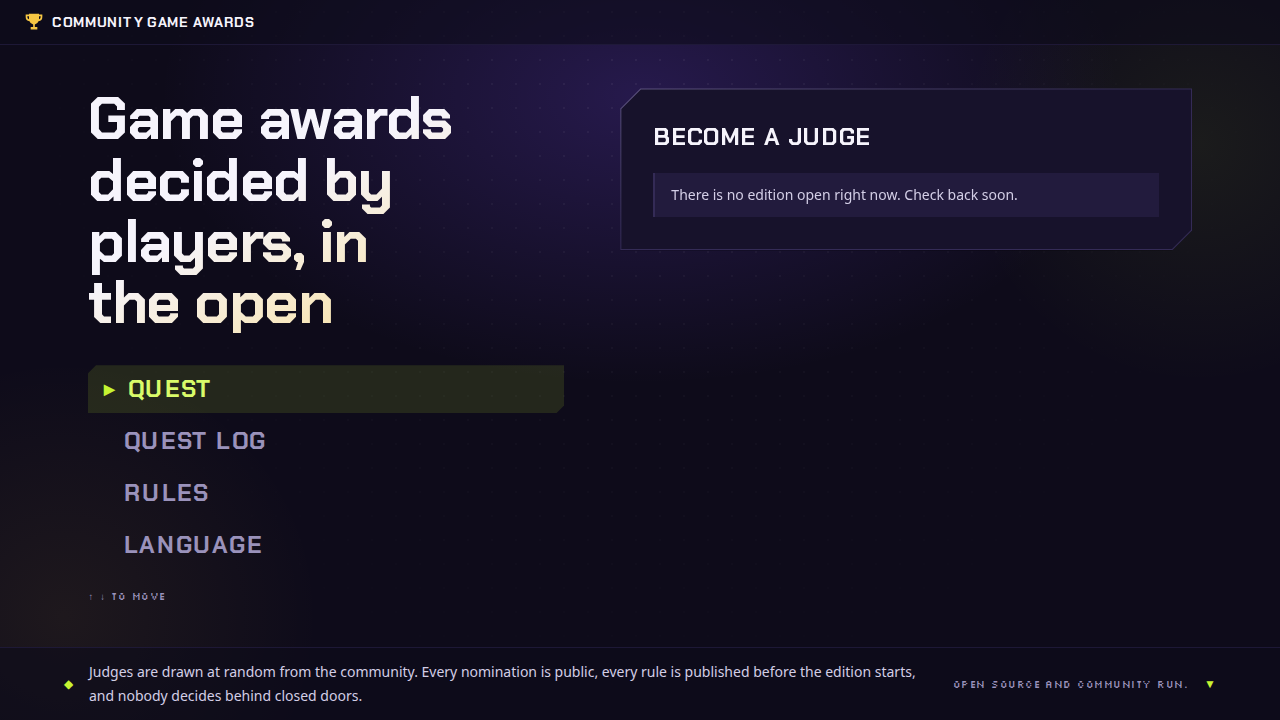 COMMUNITY GAME AWARDS
Game awards
decided by
players, in
the open
BECOME A JUDGE
There is no edition open right now. Check back soon.
▶ QUEST
QUEST LOG
RULES
LANGUAGE
↑ ↓ TO MOVE
Judges are drawn at random from the community. Every nomination is public, every rule is published before the edition starts,
and nobody decides behind closed doors.
OPEN SOURCE AND COMMUNITY RUN.